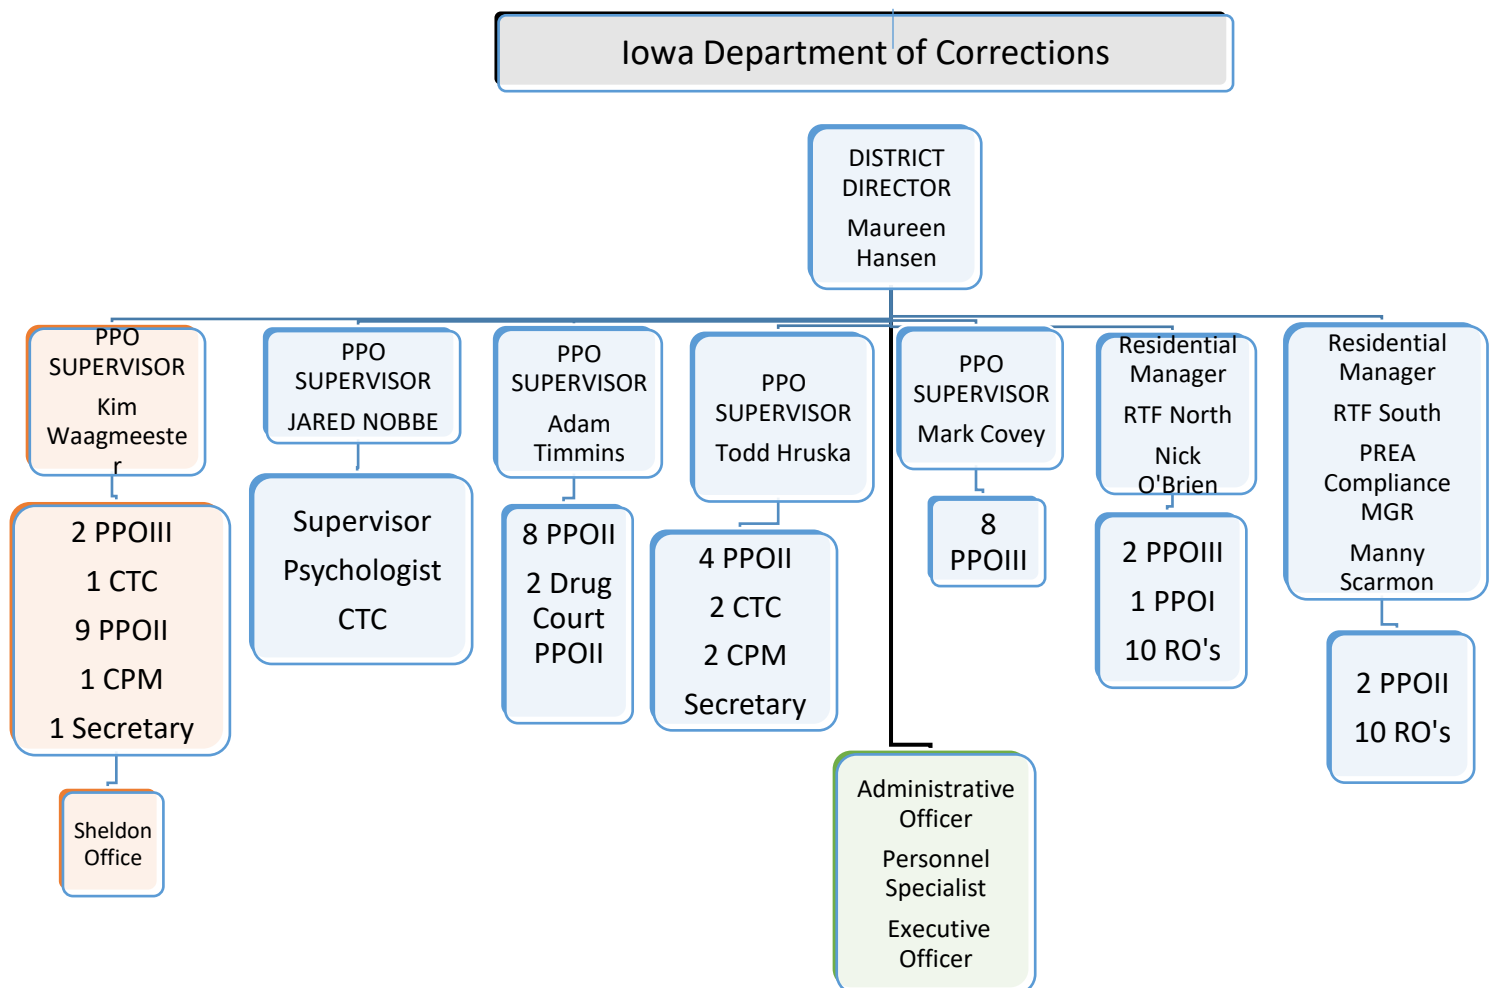 Iowa Department of Corrections
DISTRICT
DIRECTOR
Maureen
Hansen
PPO
SUPERVISOR
Kim
Waagmeeste
r
PPO
SUPERVISOR
JARED NOBBE
PPO
SUPERVISOR
Adam
Timmins
PPO
SUPERVISOR
Todd Hruska
PPO
SUPERVISOR
Mark Covey
Residential
Manager
RTF North
Nick
O'Brien
Residential
Manager
RTF South
PREA
Compliance
MGR
Manny
Scarmon
2 PPOIII
1 CTC
9 PPOII
1 CPM
1 Secretary
Supervisor
Psychologist
CTC
8 PPOII
2 Drug
Court
PPOII
4 PPOII
2 CTC
2 CPM
Secretary
8
PPOIII
2 PPOIII
1 PPOI
10 RO's
2 PPOII
10 RO's
Sheldon
Office
Administrative
Officer
Personnel
Specialist
Executive
Officer